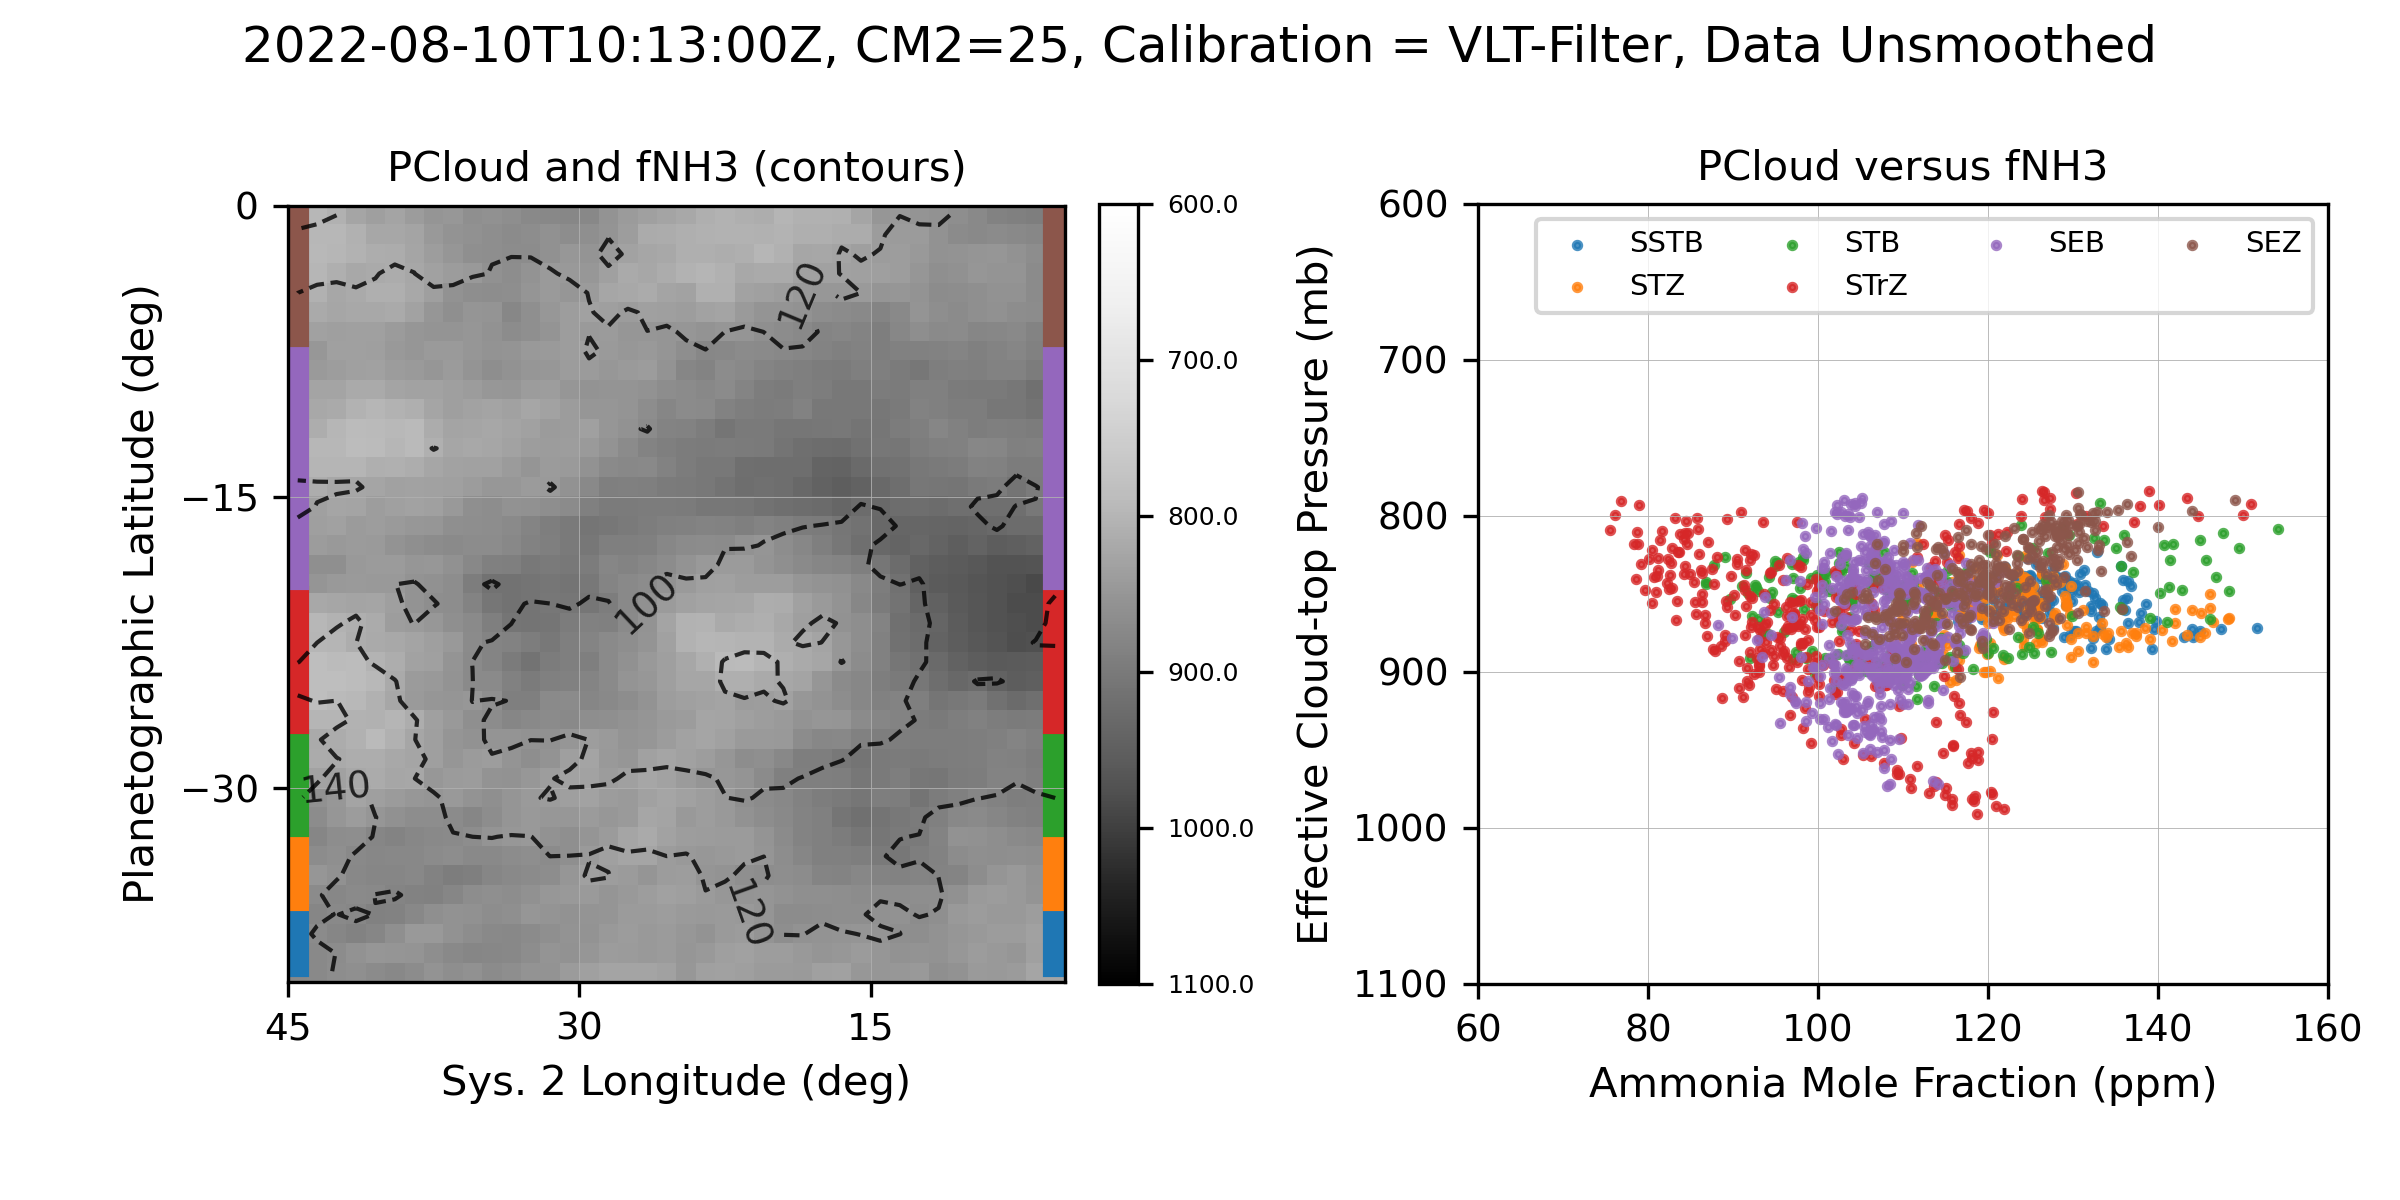 2022-08-10T10:13:00Z, CM2=25, Calibration = VLT-Filter, Data Unsmoothed
PCloud and fNH3 (contours)
0
−15
−30
45
30
15
Planetographic Latitude (deg)
Sys. 2 Longitude (deg)
120
100
140
120
600.0
700.0
800.0
900.0
1000.0
1100.0
PCloud versus fNH3
SSTB
STZ
STB
STrZ
SEB
SEZ
600
700
800
900
1000
1100
60
80
100
120
140
160
Effective Cloud-top Pressure (mb)
Ammonia Mole Fraction (ppm)